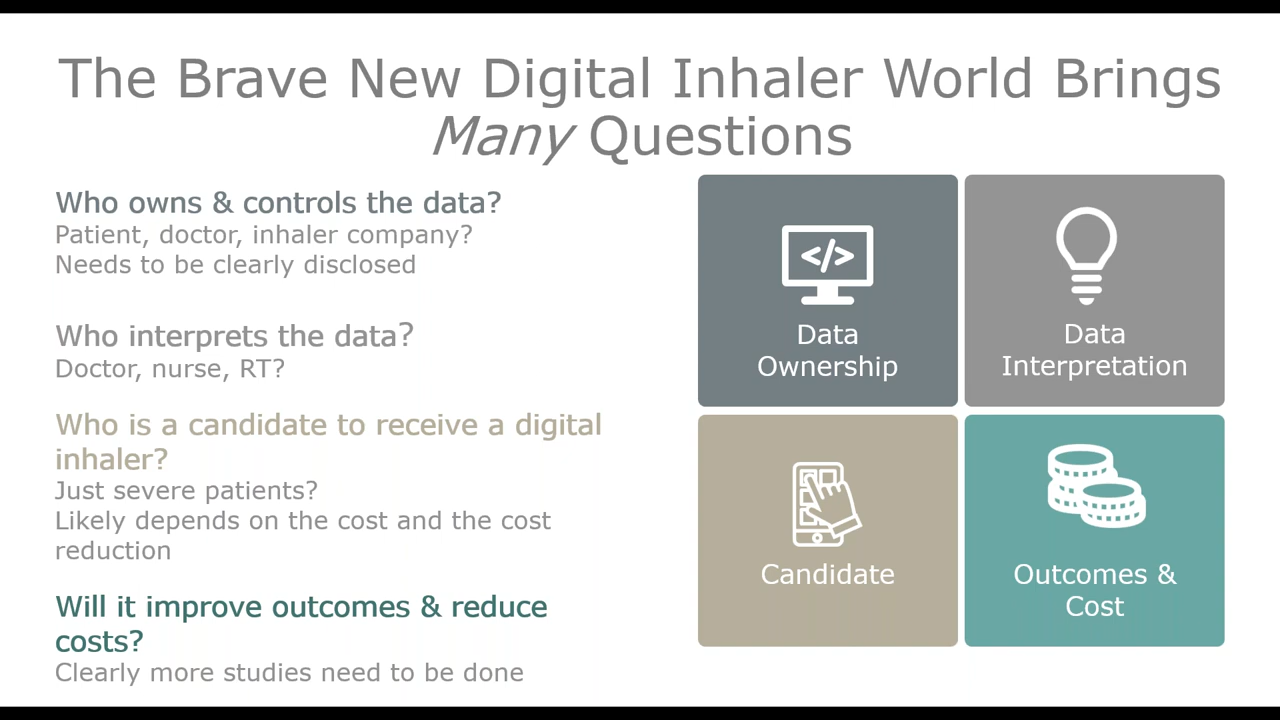 The Brave New Digital Inhaler World Brings
Many Questions
Who owns & controls the data?
Patient, doctor, inhaler company?
Needs to be clearly disclosed
Who interprets the data?
Doctor, nurse, RT?
Who is a candidate to receive a digital
inhaler?
Just severe patients?
Likely depends on the cost and the cost
reduction
Will it improve outcomes & reduce
costs?
Clearly more studies need to be done
</>
Data
Ownership
Data
Interpretation
Candidate
Outcomes &
Cost